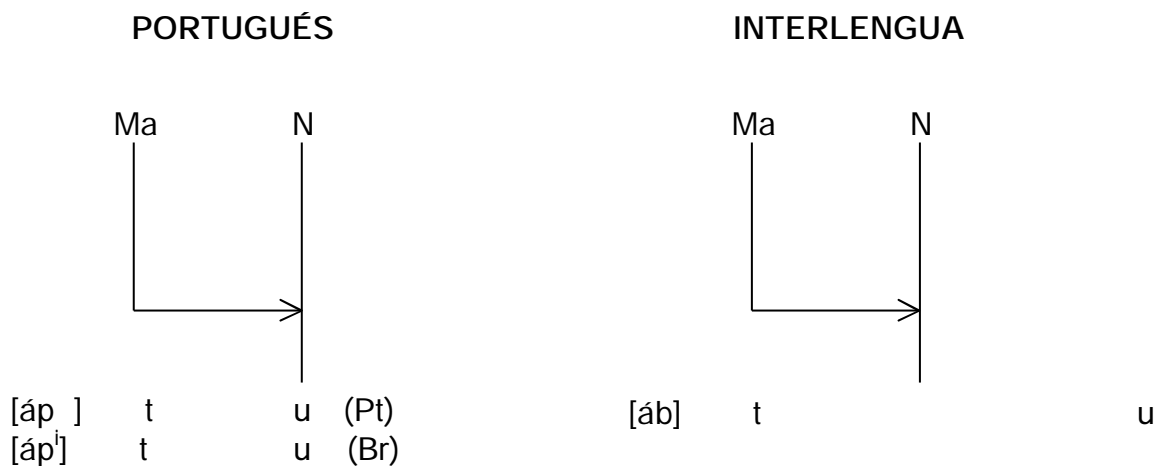 PORTUGUÉS INTERLENGUA
Ma N Ma N
[áp ] t u (Pt) [áb] t u
[ápⁱ] t u (Br)